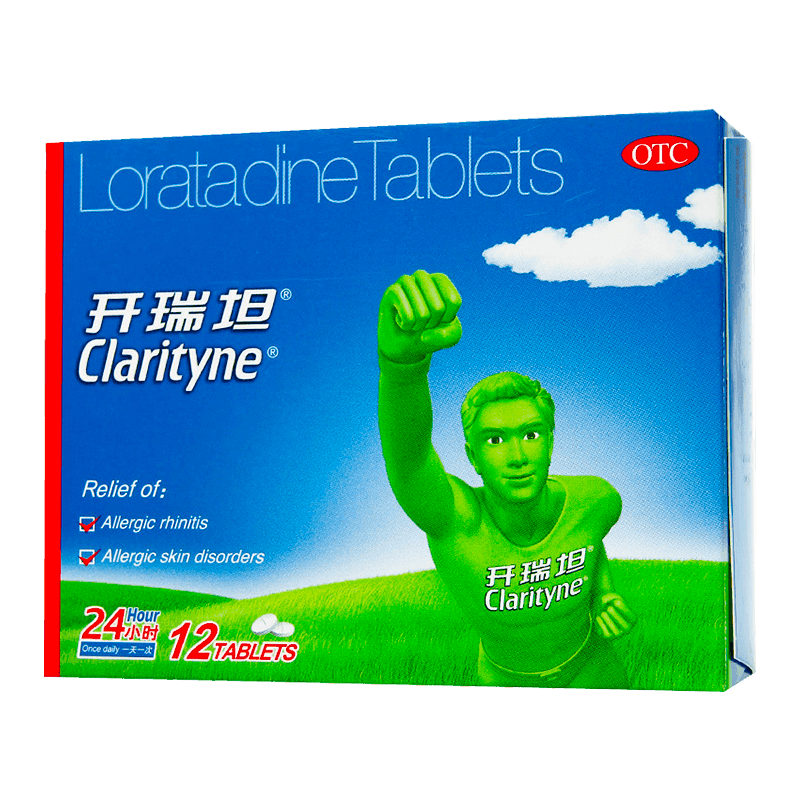 Loratadine Tablets
OTC
开瑞坦®
Clarityne®
Relief of:
Allergic rhinitis
Allergic skin disorders
开瑞坦®
Clarityne®
24 Hour
小时
Once daily 一天一次
12 TABLETS